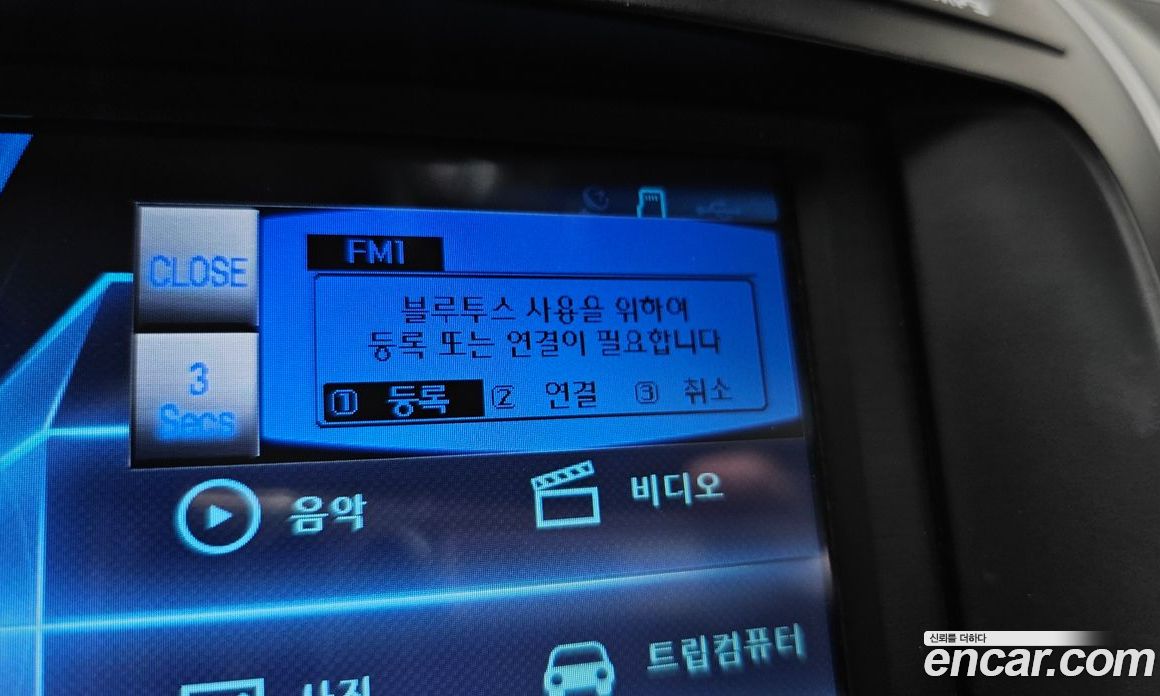 CLOSE
FM1
블루투스 사용을 위하여
등록 또는 연결이 필요합니다
1 등록 2 연결 3 취소
3
Secs
음악
비디오
사진
트립컴퓨터
신뢰를 더하다
encar.com